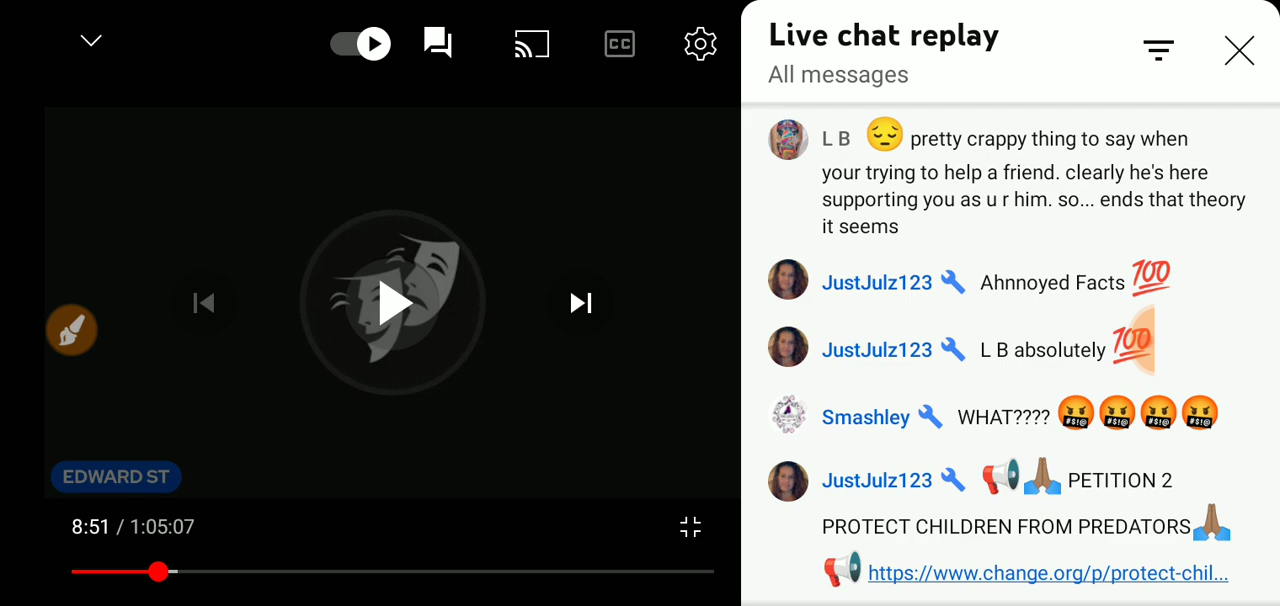 CC
Live chat replay
All messages
L B 😔 pretty crappy thing to say when
your trying to help a friend. clearly he's here
supporting you as u r him. so... ends that theory
it seems
JustJulz123 🔧 Ahnnoyed Facts 💯
JustJulz123 🔧 L B absolutely 💯
Smashley 🔧 WHAT???? 🤬🤬🤬🤬
JustJulz123 🔧 📢🙏🏽 PETITION 2
PROTECT CHILDREN FROM PREDATORS🙏🏽
📢 https://www.change.org/p/protect-chil...
EDWARD ST
8:51 / 1:05:07